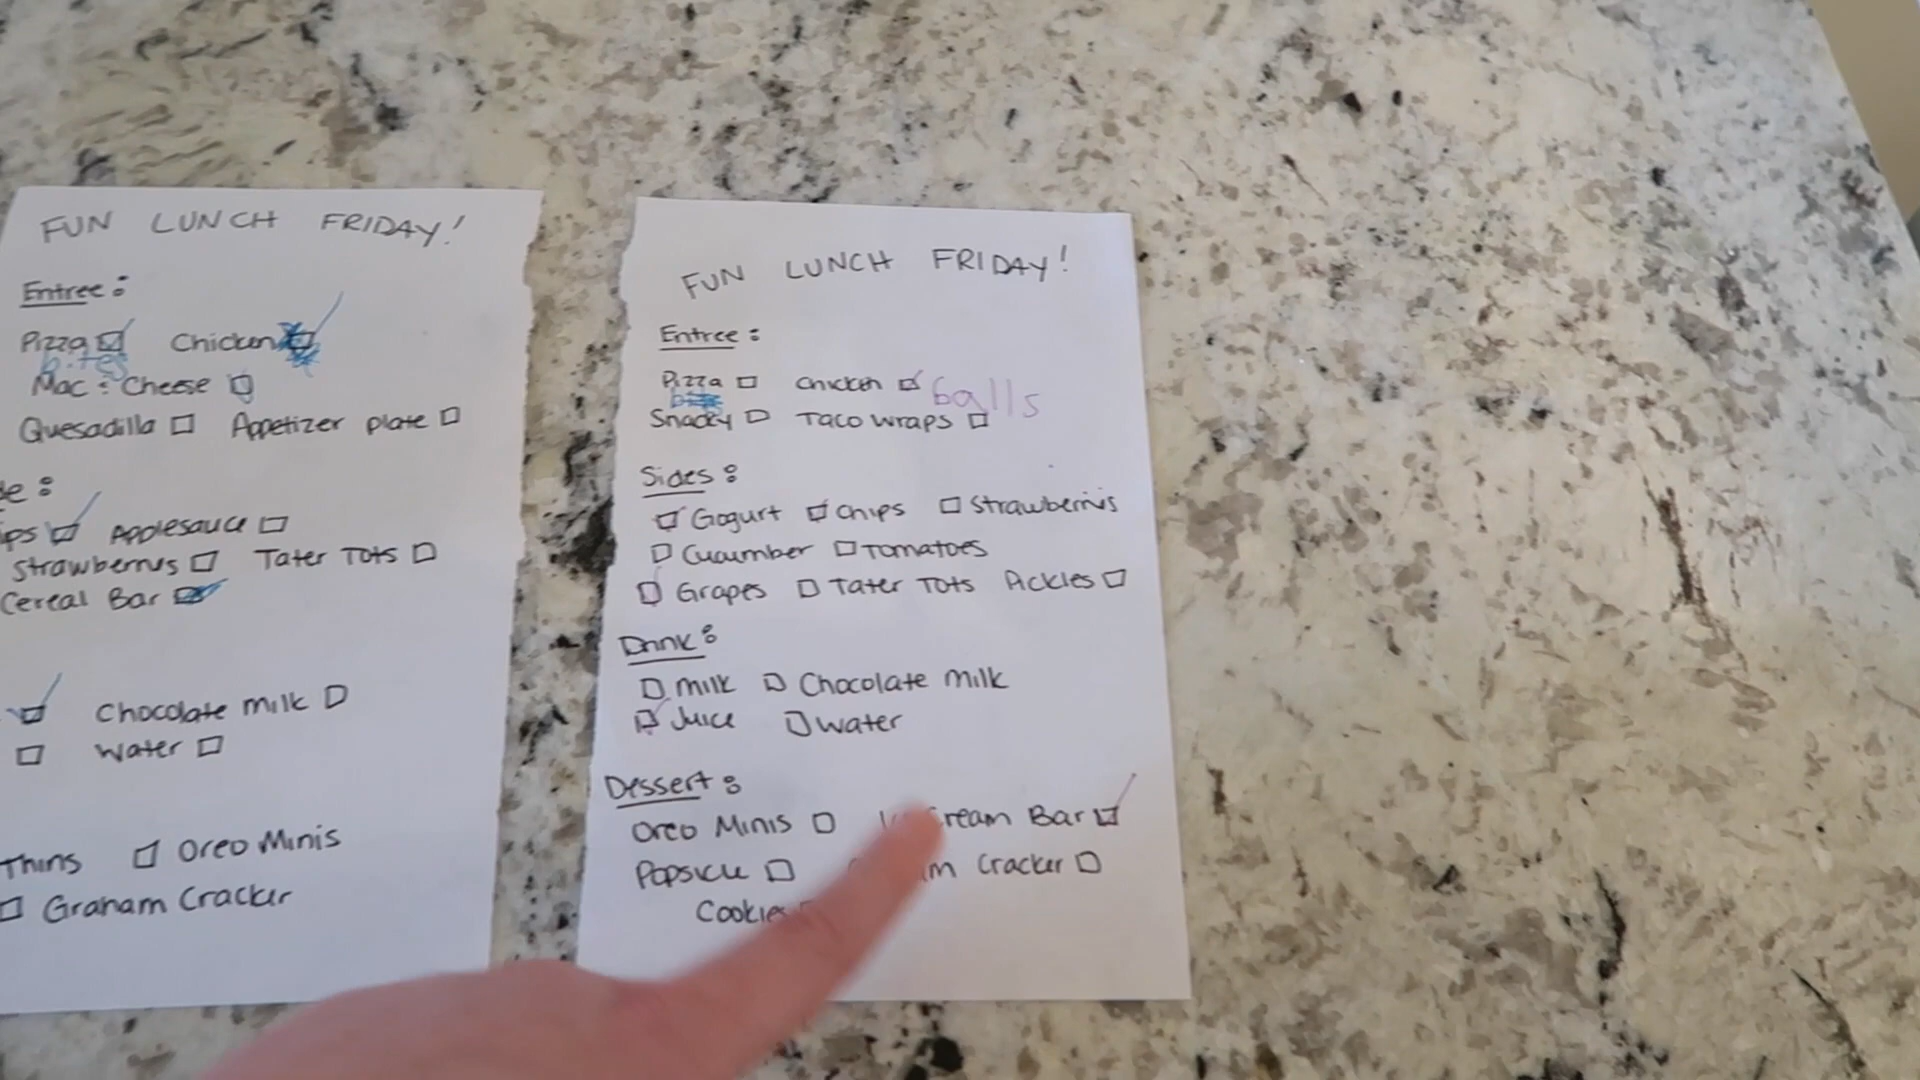 FUN LUNCH FRIDAY!
Entree:
Pizza Chicken
bites
Mac & Cheese
Quesadilla Appetizer plate
e:
ips Applesauce
Strawberries Tater Tots
Cereal Bar
Chocolate milk
Water
Thins Oreo Minis
Graham Cracker
FUN LUNCH FRIDAY!
Entree:
Pizza Chicken balls
Snacky Taco wraps
Sides:
Gogurt Chips Strawberries
Cucumber Tomatoes
Grapes Tater Tots Pickles
Drink:
Milk Chocolate Milk
Juice Water
Dessert:
Oreo Minis Cream Bar
Popsicle m Cracker
Cookies